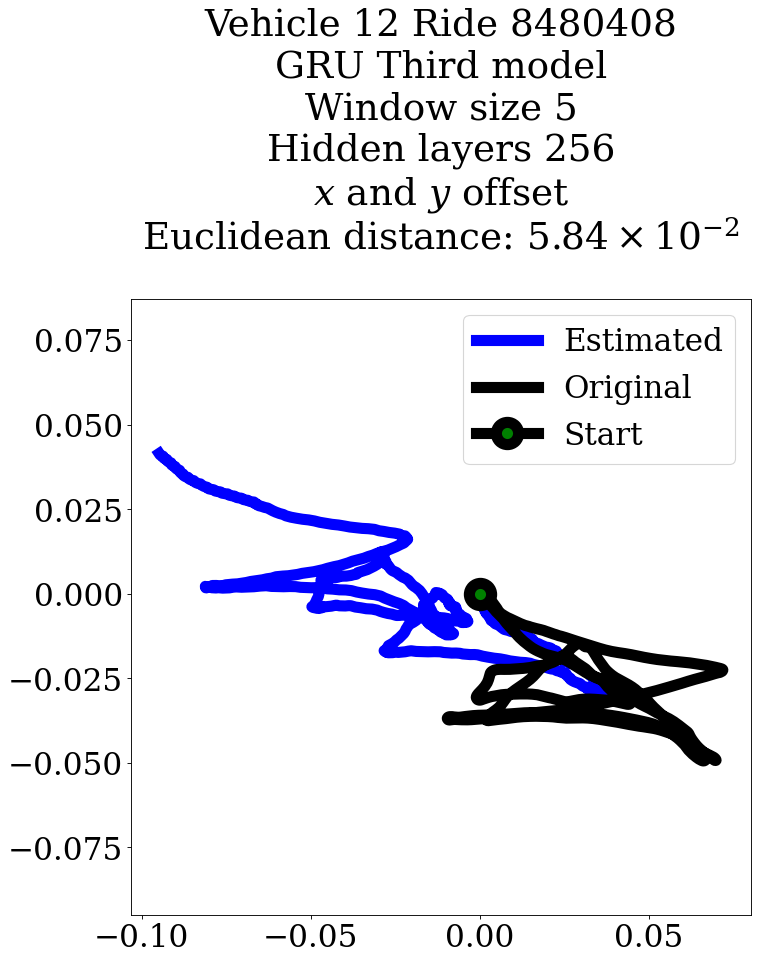 Vehicle 12 Ride 8480408
GRU Third model
Window size 5
Hidden layers 256
x and y offset
Euclidean distance: 5.84 × 10⁻²
Estimated
Original
Start
0.075
0.050
0.025
0.000
−0.025
−0.050
−0.075
−0.10 −0.05 0.00 0.05